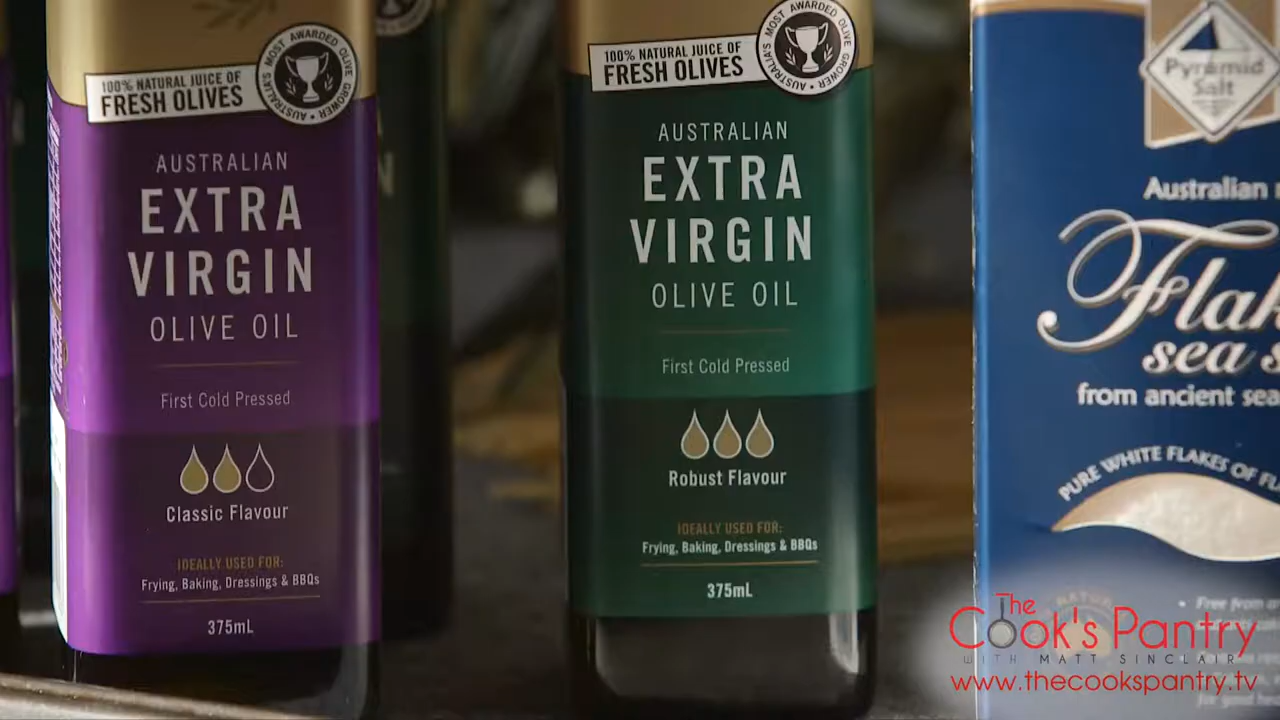 100% NATURAL JUICE OF
FRESH OLIVES
AUSTRALIA'S MOST AWARDED OLIVE GROWER
AUSTRALIAN
EXTRA
VIRGIN
OLIVE OIL
First Cold Pressed
Classic Flavour
IDEALLY USED FOR:
Frying, Baking, Dressings & BBQs
375mL
100% NATURAL JUICE OF
FRESH OLIVES
AUSTRALIA'S MOST AWARDED OLIVE GROWER
AUSTRALIAN
EXTRA
VIRGIN
OLIVE OIL
First Cold Pressed
Robust Flavour
IDEALLY USED FOR:
Frying, Baking, Dressings & BBQs
375mL
Pyramid
Salt
Australian
Flak
sea s
from ancient sea
PURE WHITE FLAKES OF
Free from
The
Cook's Pantry
WITH MATT SINCLAIR
www.thecookspantry.tv